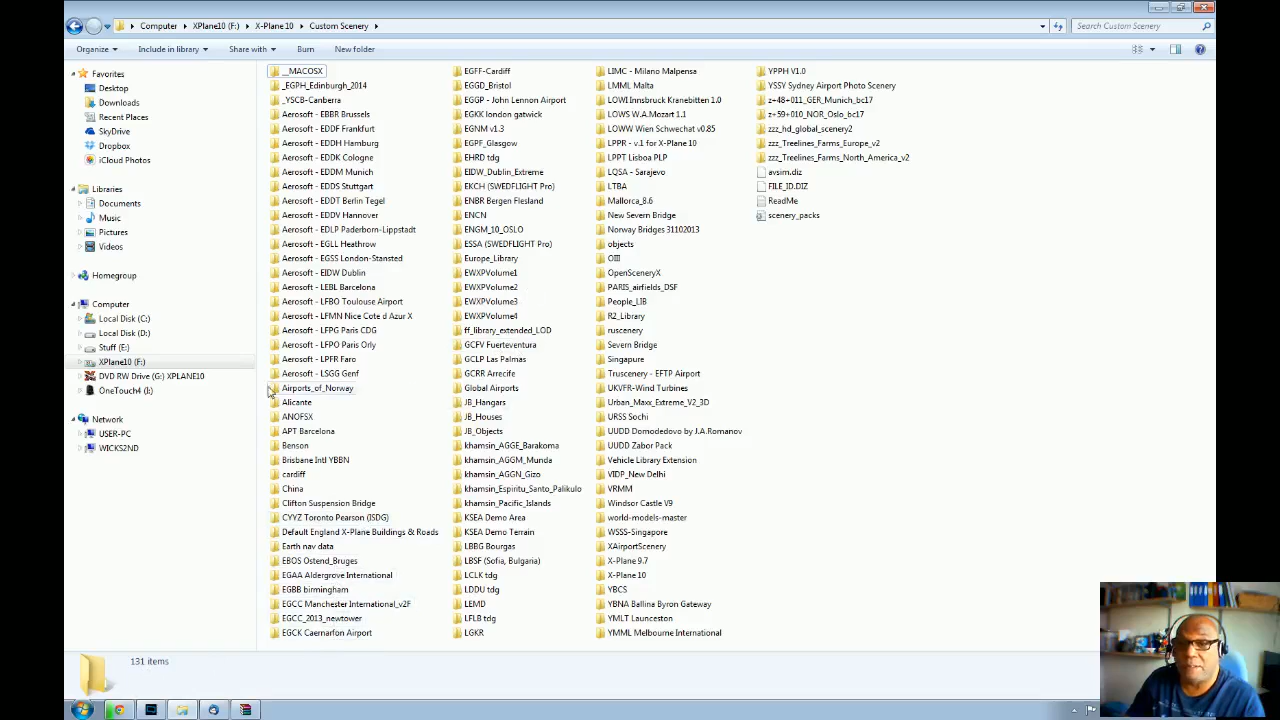 Computer
XPlane10 (F:)
X-Plane 10
Custom Scenery
Search Custom Scenery
Organize
Include in library
Share with
Burn
New folder
Favorites
Desktop
Downloads
Recent Places
SkyDrive
Dropbox
iCloud Photos
Libraries
Documents
Music
Pictures
Videos
Homegroup
Computer
Local Disk (C:)
Local Disk (D:)
Stuff (E:)
XPlane10 (F:)
DVD RW Drive (G:) XPLANE10
OneTouch4 (I:)
Network
USER-PC
WICKS2ND
__MACOSX
_EGPH_Edinburgh_2014
_YSCB-Canberra
Aerosoft - EBBR Brussels
Aerosoft - EDDF Frankfurt
Aerosoft - EDDH Hamburg
Aerosoft - EDDK Cologne
Aerosoft - EDDM Munich
Aerosoft - EDDS Stuttgart
Aerosoft - EDDT Berlin Tegel
Aerosoft - EDDV Hannover
Aerosoft - EDLP Paderborn-Lippstadt
Aerosoft - EGLL Heathrow
Aerosoft - EGSS London-Stansted
Aerosoft - EIDW Dublin
Aerosoft - LEBL Barcelona
Aerosoft - LFBO Toulouse Airport
Aerosoft - LFMN Nice Cote d Azur X
Aerosoft - LFPG Paris CDG
Aerosoft - LFPO Paris Orly
Aerosoft - LPFR Faro
Aerosoft - LSGG Genf
Airports_of_Norway
Alicante
ANOFSX
APT Barcelona
Benson
Brisbane Intl YBBN
cardiff
China
Clifton Suspension Bridge
CYYZ Toronto Pearson (ISDG)
Default England X-Plane Buildings & Roads
Earth nav data
EBOS Ostend_Bruges
EGAA Aldergrove International
EGBB birmingham
EGCC Manchester International_v2F
EGCC_2013_newtower
EGCK Caernarfon Airport
EGFF-Cardiff
EGGD_Bristol
EGGP - John Lennon Airport
EGKK london gatwick
EGNM v1.3
EGPF_Glasgow
EHRD tdg
EIDW_Dublin_Extreme
EKCH (SWEDFLIGHT Pro)
ENBR Bergen Flesland
ENCN
ENGM_10_OSLO
ESSA (SWEDFLIGHT Pro)
Europe_Library
EWXPVolume1
EWXPVolume2
EWXPVolume3
EWXPVolume4
ff_library_extended_LOD
GCFV Fuerteventura
GCLP Las Palmas
GCRR Arrecife
Global Airports
JB_Hangars
JB_Houses
JB_Objects
khamsin_AGGE_Barakoma
khamsin_AGGM_Munda
khamsin_AGGN_Gizo
khamsin_Espiritu_Santo_Palikulo
khamsin_Pacific_Islands
KSEA Demo Area
KSEA Demo Terrain
LBBG Bourgas
LBSF (Sofia, Bulgaria)
LCLK tdg
LDDU tdg
LEMD
LFLB tdg
LGKR
LIMC - Milano Malpensa
LMML Malta
LOWI Innsbruck Kranebitten 1.0
LOWS W.A.Mozart 1.1
LOWW Wien Schwechat v0.85
LPPR - v.1 for X-Plane 10
LPPT Lisboa PLP
LQSA - Sarajevo
LTBA
Mallorca_8.6
New Severn Bridge
Norway Bridges 31102013
objects
OIII
OpenSceneryX
PARIS_airfields_DSF
People_LIB
R2_Library
ruscenery
Severn Bridge
Singapure
Truscenery - EFTP Airport
UKVFR-Wind Turbines
Urban_Maxx_Extreme_V2_3D
URSS Sochi
UUDD Domodedovo by J.A.Romanov
UUDD Zabor Pack
Vehicle Library Extension
VIDP_New Delhi
VRMM
Windsor Castle V9
world-models-master
WSSS-Singapore
XAirportScenery
X-Plane 9.7
X-Plane 10
YBCS
YBNA Ballina Byron Gateway
YMLT Launceston
YMML Melbourne International
YPPH V1.0
YSSY Sydney Airport Photo Scenery
z+48+011_GER_Munich_bc17
z+59+010_NOR_Oslo_bc17
zzz_hd_global_scenery2
zzz_Treelines_Farms_Europe_v2
zzz_Treelines_Farms_North_America_v2
avsim.diz
FILE_ID.DIZ
ReadMe
scenery_packs
131 items